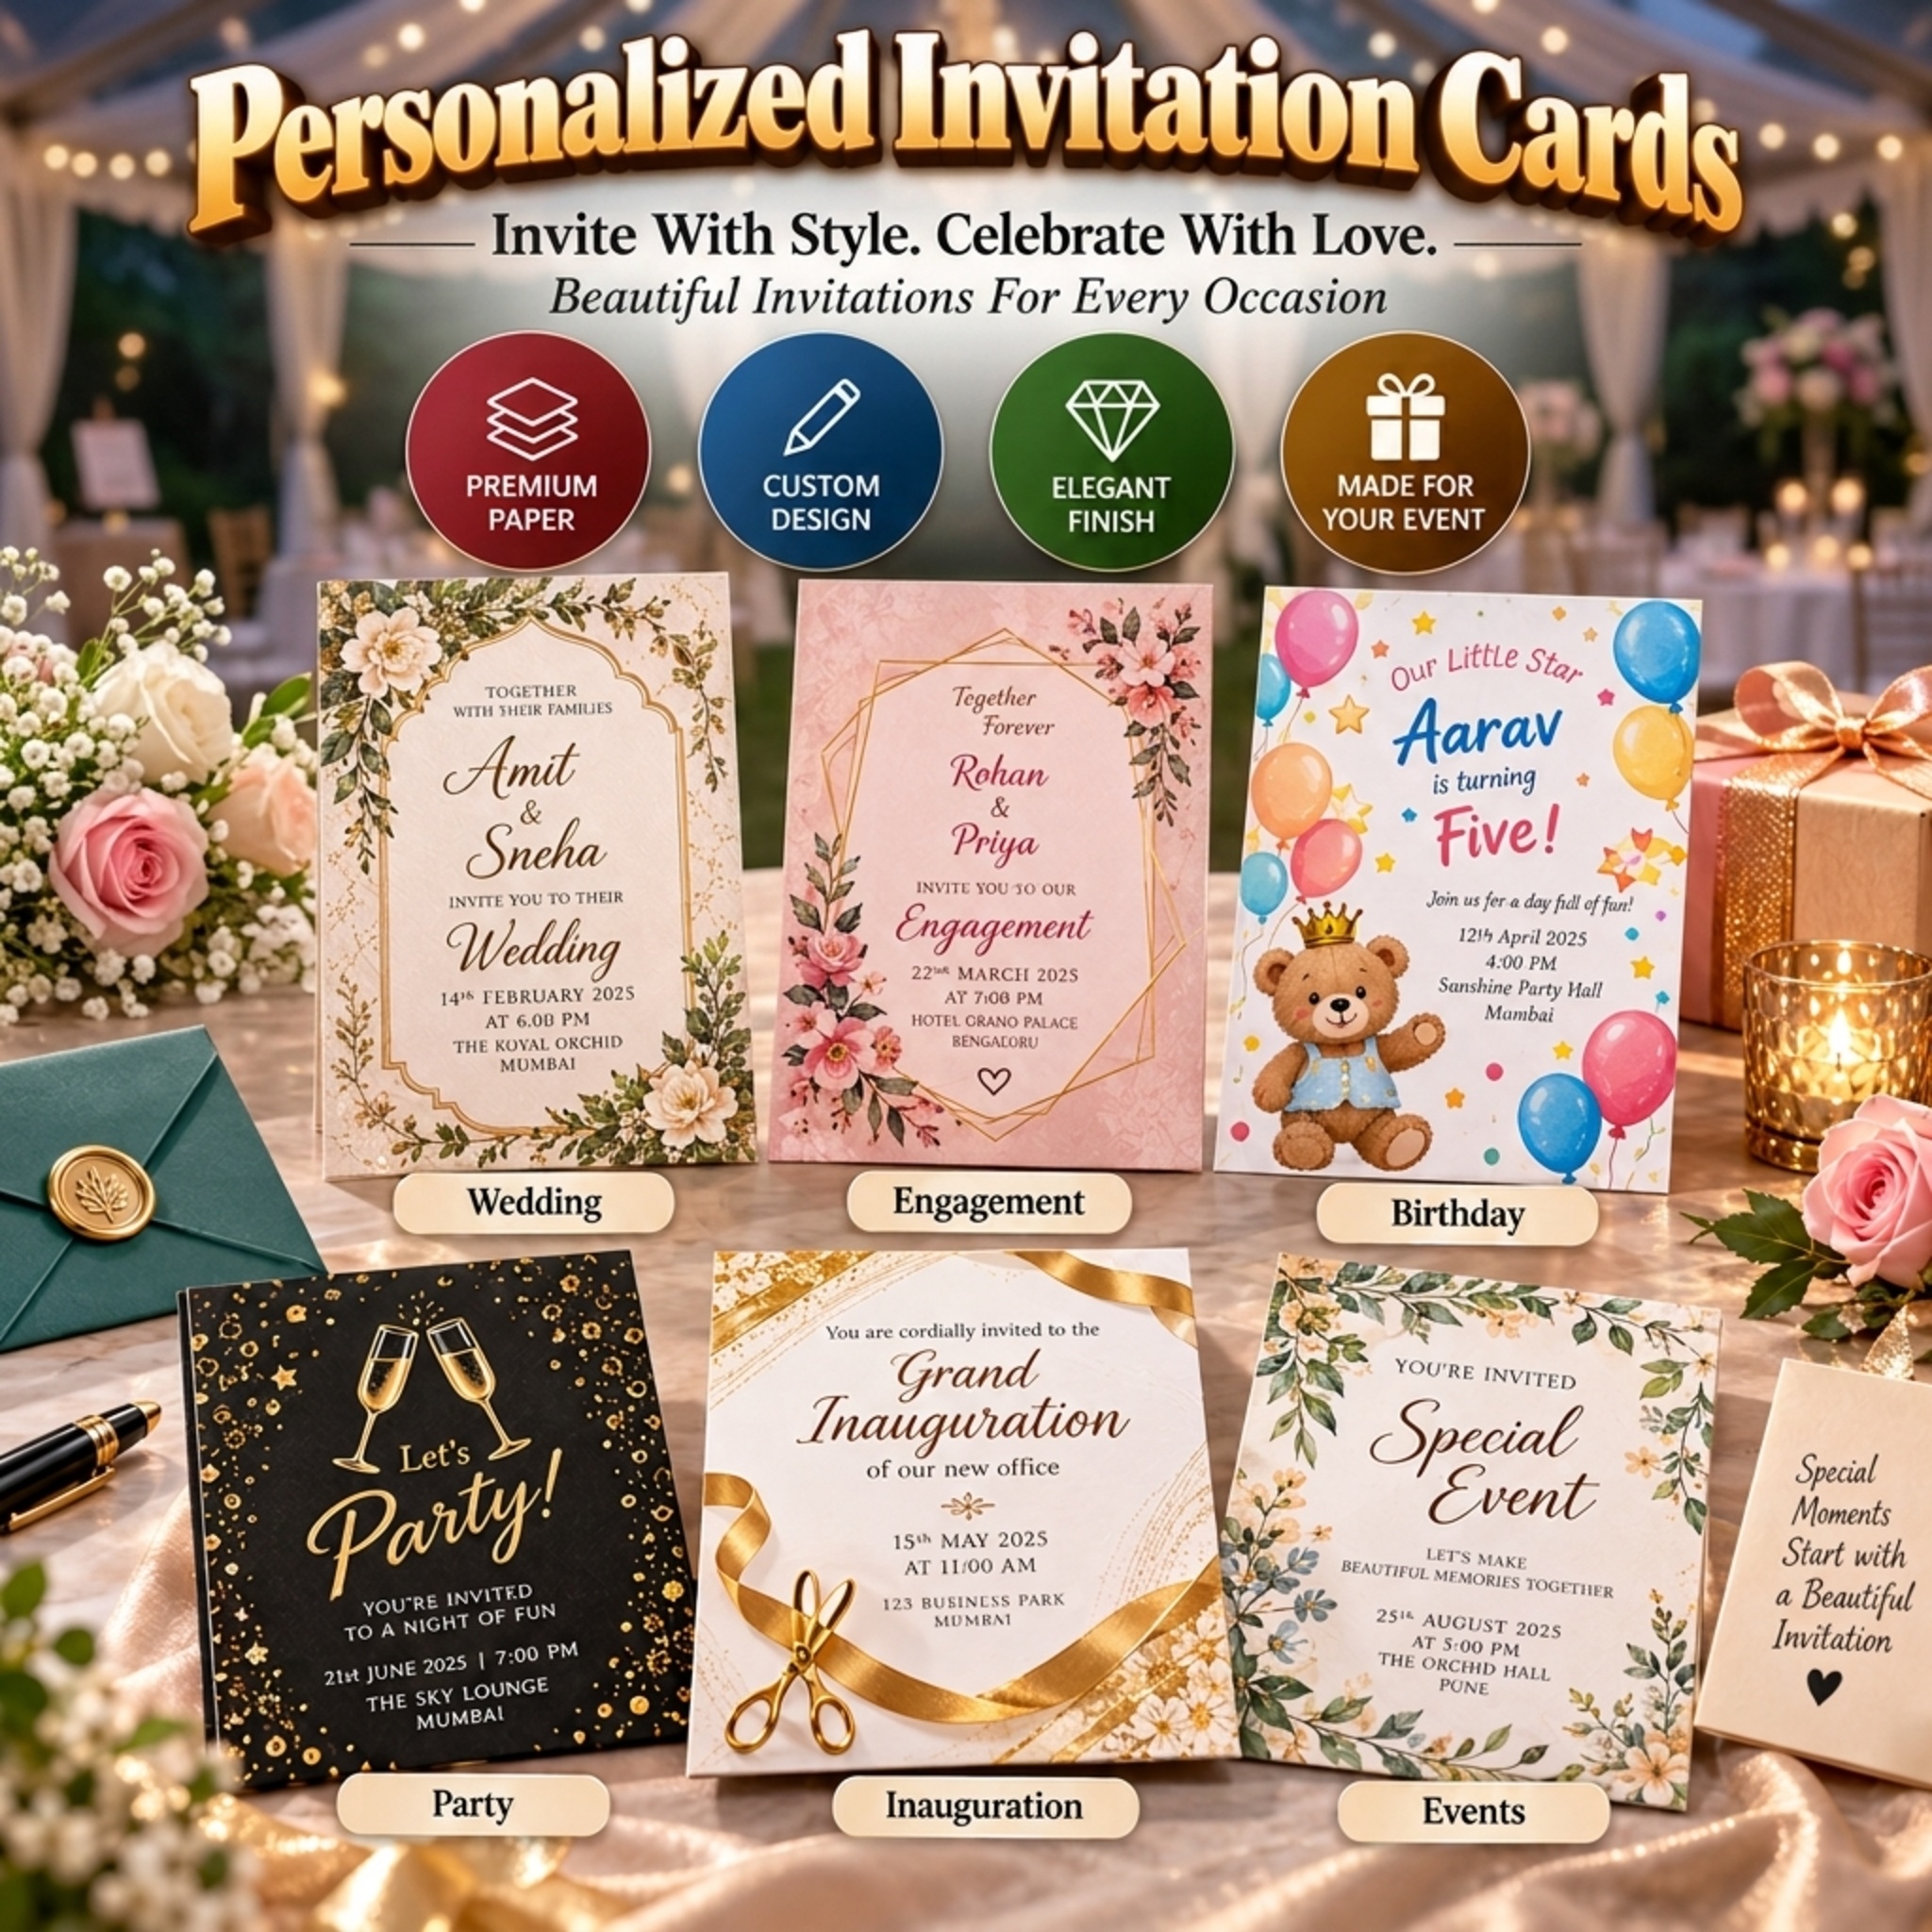 Personalized Invitation Cards
Invite With Style. Celebrate With Love.
Beautiful Invitations For Every Occasion
PREMIUM
PAPER
CUSTOM
DESIGN
ELEGANT
FINISH
MADE FOR
YOUR EVENT
TOGETHER
WITH THEIR FAMILIES
Amit
&
Sneha
INVITE YOU TO THEIR
Wedding
14th FEBRUARY 2025
AT 6.00 PM
THE ROYAL ORCHID
MUMBAI
Wedding
Together
Forever
Rohan
&
Priya
INVITE YOU TO OUR
Engagement
MARCH 2025
AT 7:00 PM
HOTEL GRANO PALACE
BENGALORU
Engagement
Our Little Star
Aarav
is turning
Five!
Join us for a day full of fun!
12th April 2025
4:00 PM
Sanshine Party Hall
Mambai
Birthday
Let's
Party!
YOU'RE INVITED
TO A NIGHT OF FUN
21st JUNE 2025 | 7:00 PM
THE SKY LOUNGE
MUMBAI
Party
You are cordially invited to the
Grand
Inauguration
of our new office
15th MAY 2025
AT 11:00 AM
123 BUSINESS PARK
MUMBAI
Inauguration
YOU'RE INVITED
Special
Event
LET'S MAKE
BEAUTIFUL MEMORIES TOGETHER
25th AUGUST 2025
AT 5:00 PM
THE ORCHID HALL
PUNE
Events
Special
Moments
Start with
a Beautiful
Invitation